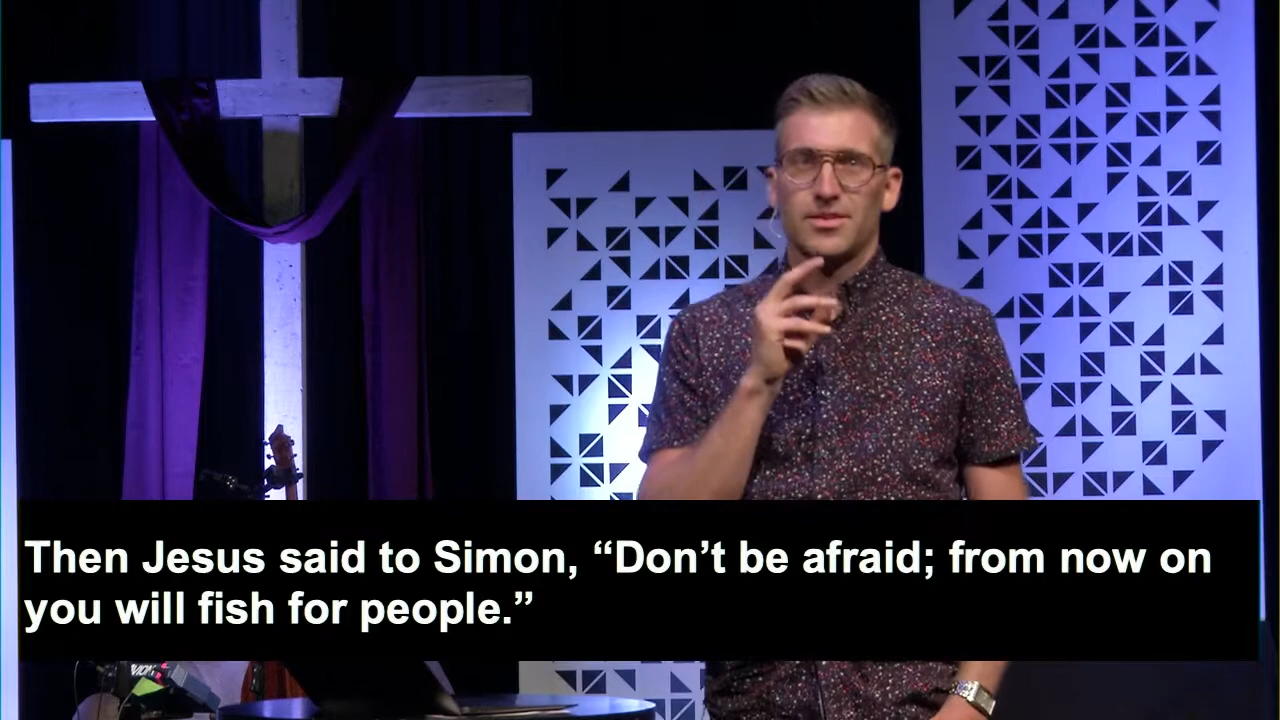 Then Jesus said to Simon, “Don’t be afraid; from now on
you will fish for people.”